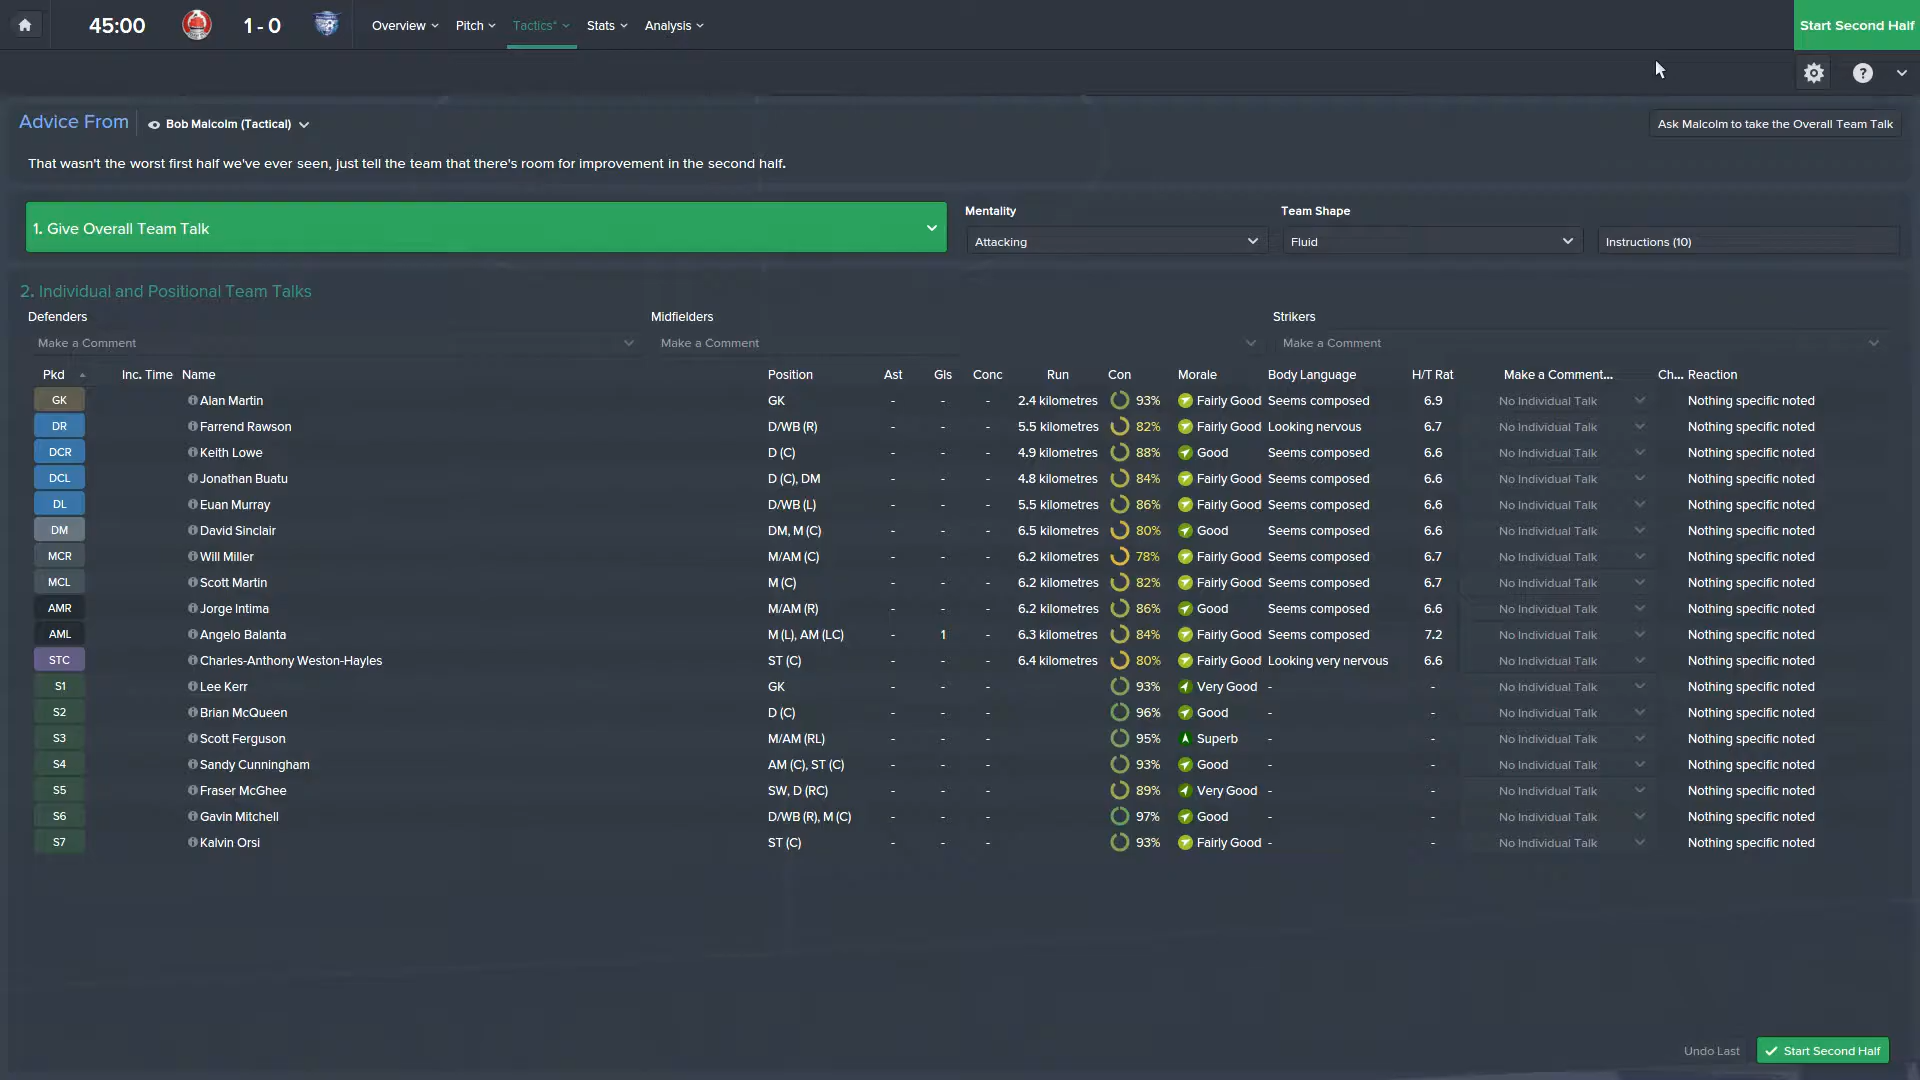 45:00 1 - 0 Overview Pitch Tactics* Stats Analysis Start Second Half
?
Advice From Bob Malcolm (Tactical) Ask Malcolm to take the Overall Team Talk
That wasn't the worst first half we've ever seen, just tell the team that there's room for improvement in the second half.
Mentality Team Shape
1. Give Overall Team Talk Attacking Fluid Instructions (10)
2. Individual and Positional Team Talks
Defenders Midfielders Strikers
Make a Comment Make a Comment Make a Comment
Pkd Inc. Time Name Position Ast Gls Conc Run Con Morale Body Language H/T Rat Make a Comment... Ch... Reaction
GK Alan Martin GK - - - 2.4 kilometres 93% Fairly Good Seems composed 6.9 No Individual Talk Nothing specific noted
DR Farrend Rawson D/WB (R) - - - 5.5 kilometres 82% Fairly Good Looking nervous 6.7 No Individual Talk Nothing specific noted
DCR Keith Lowe D (C) - - - 4.9 kilometres 88% Good Seems composed 6.6 No Individual Talk Nothing specific noted
DCL Jonathan Buatu D (C), DM - - - 4.8 kilometres 84% Fairly Good Seems composed 6.6 No Individual Talk Nothing specific noted
DL Euan Murray D/WB (L) - - - 5.5 kilometres 86% Fairly Good Seems composed 6.6 No Individual Talk Nothing specific noted
DM David Sinclair DM, M (C) - - - 6.5 kilometres 80% Good Seems composed 6.6 No Individual Talk Nothing specific noted
MCR Will Miller M/AM (C) - - - 6.2 kilometres 78% Fairly Good Seems composed 6.7 No Individual Talk Nothing specific noted
MCL Scott Martin M (C) - - - 6.2 kilometres 82% Fairly Good Seems composed 6.7 No Individual Talk Nothing specific noted
AMR Jorge Intima M/AM (R) - - - 6.2 kilometres 86% Good Seems composed 6.6 No Individual Talk Nothing specific noted
AML Angelo Balanta M (L), AM (LC) - 1 - 6.3 kilometres 84% Fairly Good Seems composed 7.2 No Individual Talk Nothing specific noted
STC Charles-Anthony Weston-Hayles ST (C) - - - 6.4 kilometres 80% Fairly Good Looking very nervous 6.6 No Individual Talk Nothing specific noted
S1 Lee Kerr GK - - - 93% Very Good - - No Individual Talk Nothing specific noted
S2 Brian McQueen D (C) - - - 96% Good - - No Individual Talk Nothing specific noted
S3 Scott Ferguson M/AM (RL) - - - 95% Superb - - No Individual Talk Nothing specific noted
S4 Sandy Cunningham AM (C), ST (C) - - - 93% Good - - No Individual Talk Nothing specific noted
S5 Fraser McGhee SW, D (RC) - - - 89% Very Good - - No Individual Talk Nothing specific noted
S6 Gavin Mitchell D/WB (R), M (C) - - - 97% Good - - No Individual Talk Nothing specific noted
S7 Kalvin Orsi ST (C) - - - 93% Fairly Good - - No Individual Talk Nothing specific noted
Undo Last Start Second Half